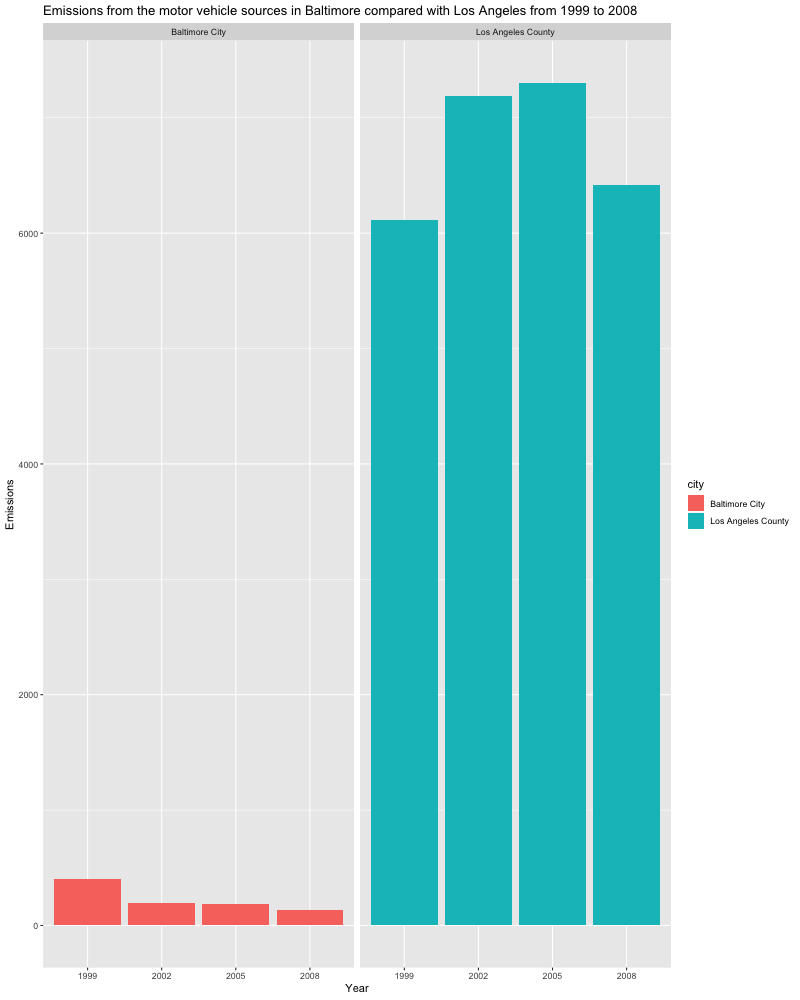 Emissions from the motor vehicle sources in Baltimore compared with Los Angeles from 1999 to 2008
Baltimore City
Los Angeles County
6000
4000
2000
0
Emissions
1999 2002 2005 2008
1999 2002 2005 2008
Year
city
Baltimore City
Los Angeles County